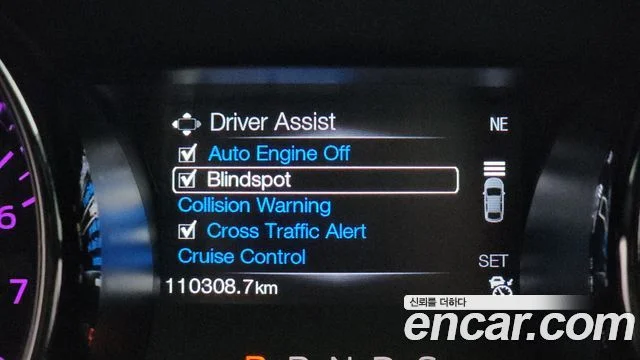 Driver Assist
NE
Auto Engine Off
Blindspot
Collision Warning
Cross Traffic Alert
Cruise Control
SET
110308.7km
6
7
신뢰를 더하다
encar.com
P R N D S